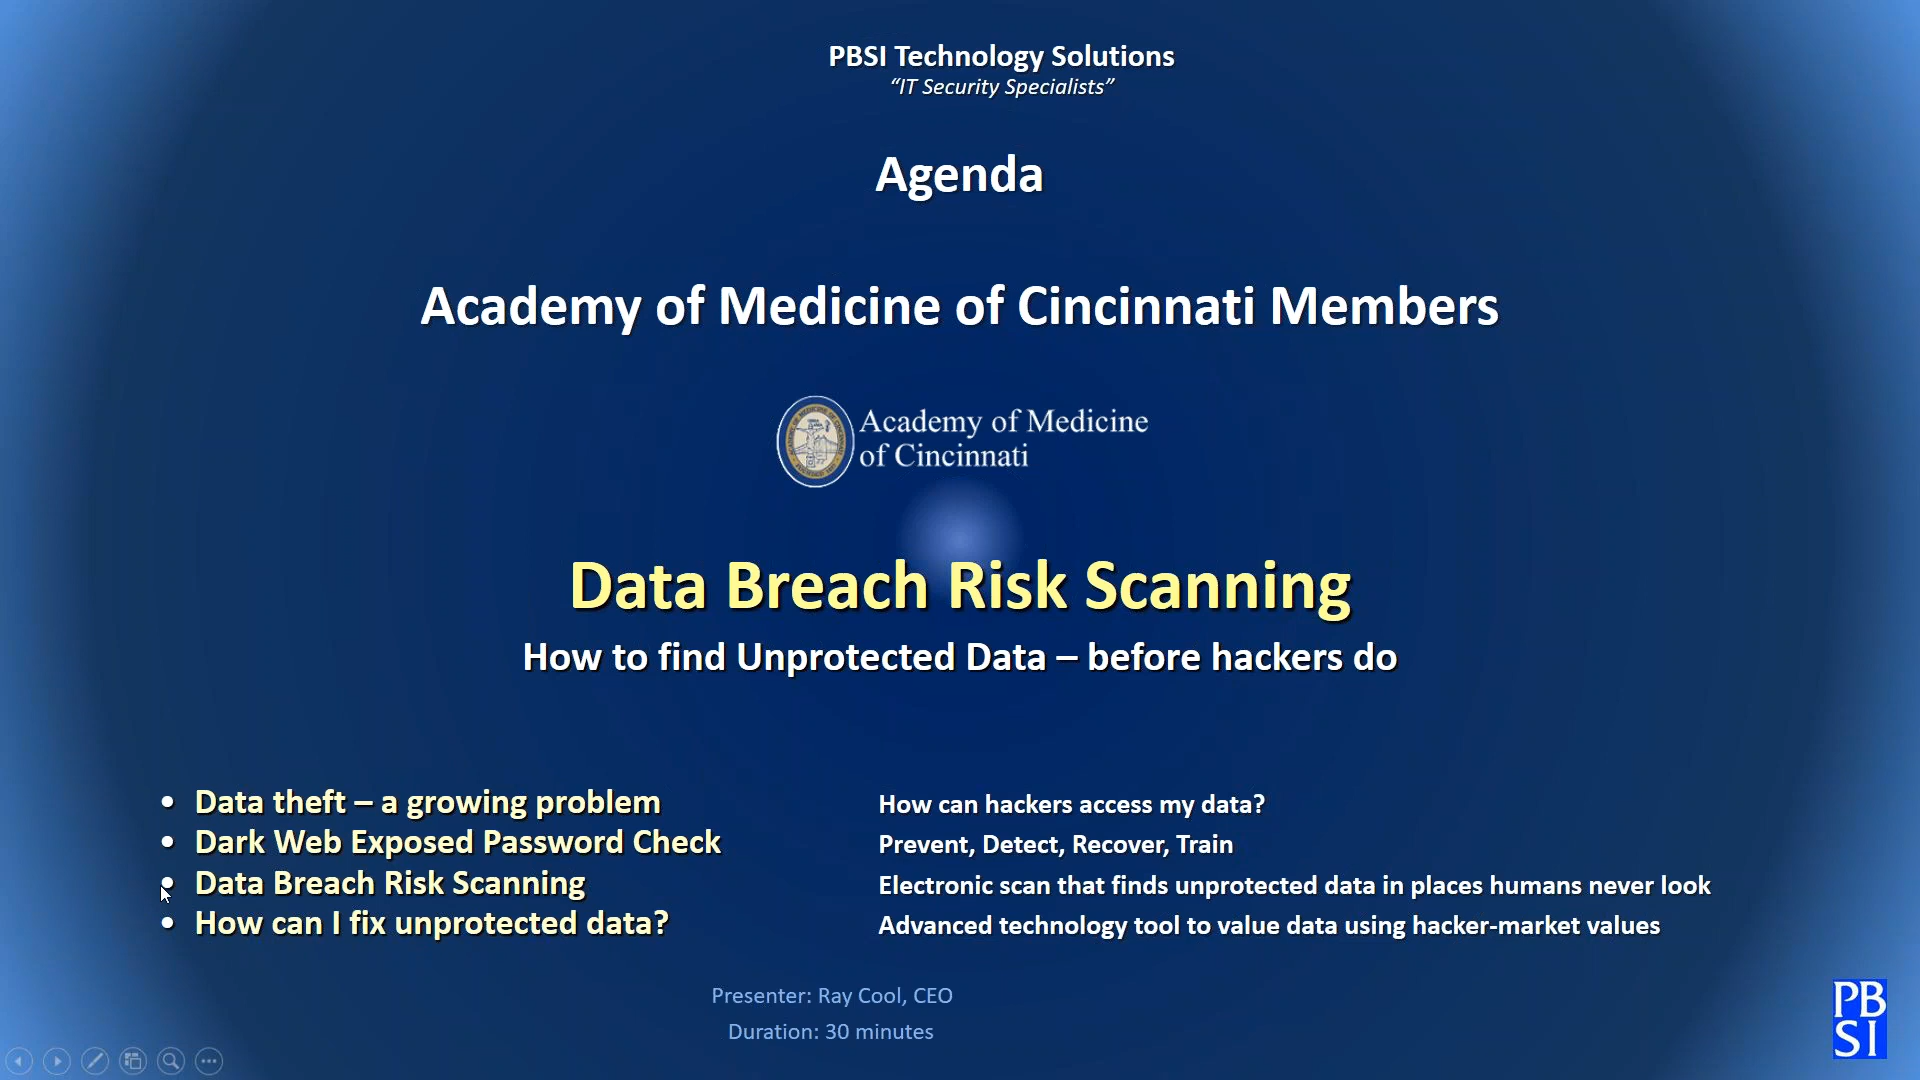 PBSI Technology Solutions
“IT Security Specialists”
Agenda
Academy of Medicine of Cincinnati Members
Academy of Medicine
of Cincinnati
Data Breach Risk Scanning
How to find Unprotected Data – before hackers do
• Data theft – a growing problem How can hackers access my data?
• Dark Web Exposed Password Check Prevent, Detect, Recover, Train
• Data Breach Risk Scanning Electronic scan that finds unprotected data in places humans never look
• How can I fix unprotected data? Advanced technology tool to value data using hacker-market values
Presenter: Ray Cool, CEO
Duration: 30 minutes
PB
SI